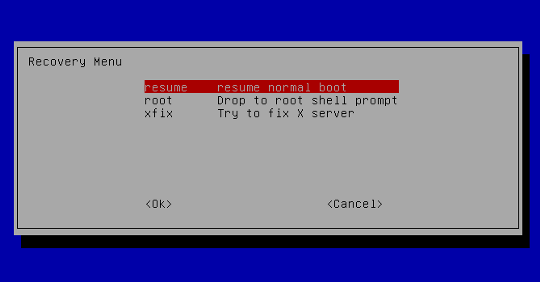 Recovery Menu
resume resume normal boot
root Drop to root shell prompt
xfix Try to fix X server
<Ok> <Cancel>